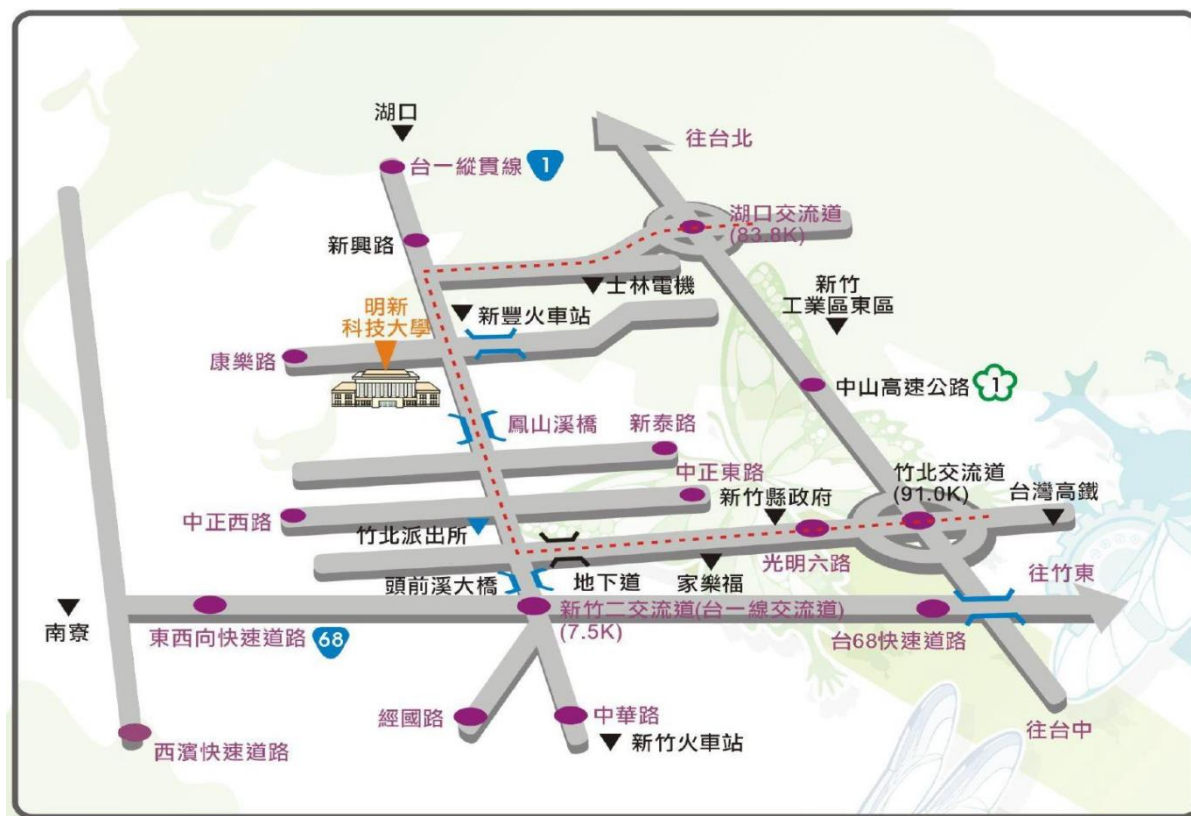 湖口
台一縱貫線 1
往台北
湖口交流道
(83.8K)
新興路
士林電機
新竹
工業區東區
明新
科技大學
新豐火車站
康樂路
中山高速公路 1
鳳山溪橋
新泰路
中正東路
竹北交流道
(91.0K)
新竹縣政府
台灣高鐵
中正西路
竹北派出所
光明六路
頭前溪大橋
地下道
家樂福
往竹東
南寮
東西向快速道路 68
新竹二交流道(台一線交流道)
(7.5K)
台68快速道路
經國路
中華路
往台中
西濱快速道路
新竹火車站